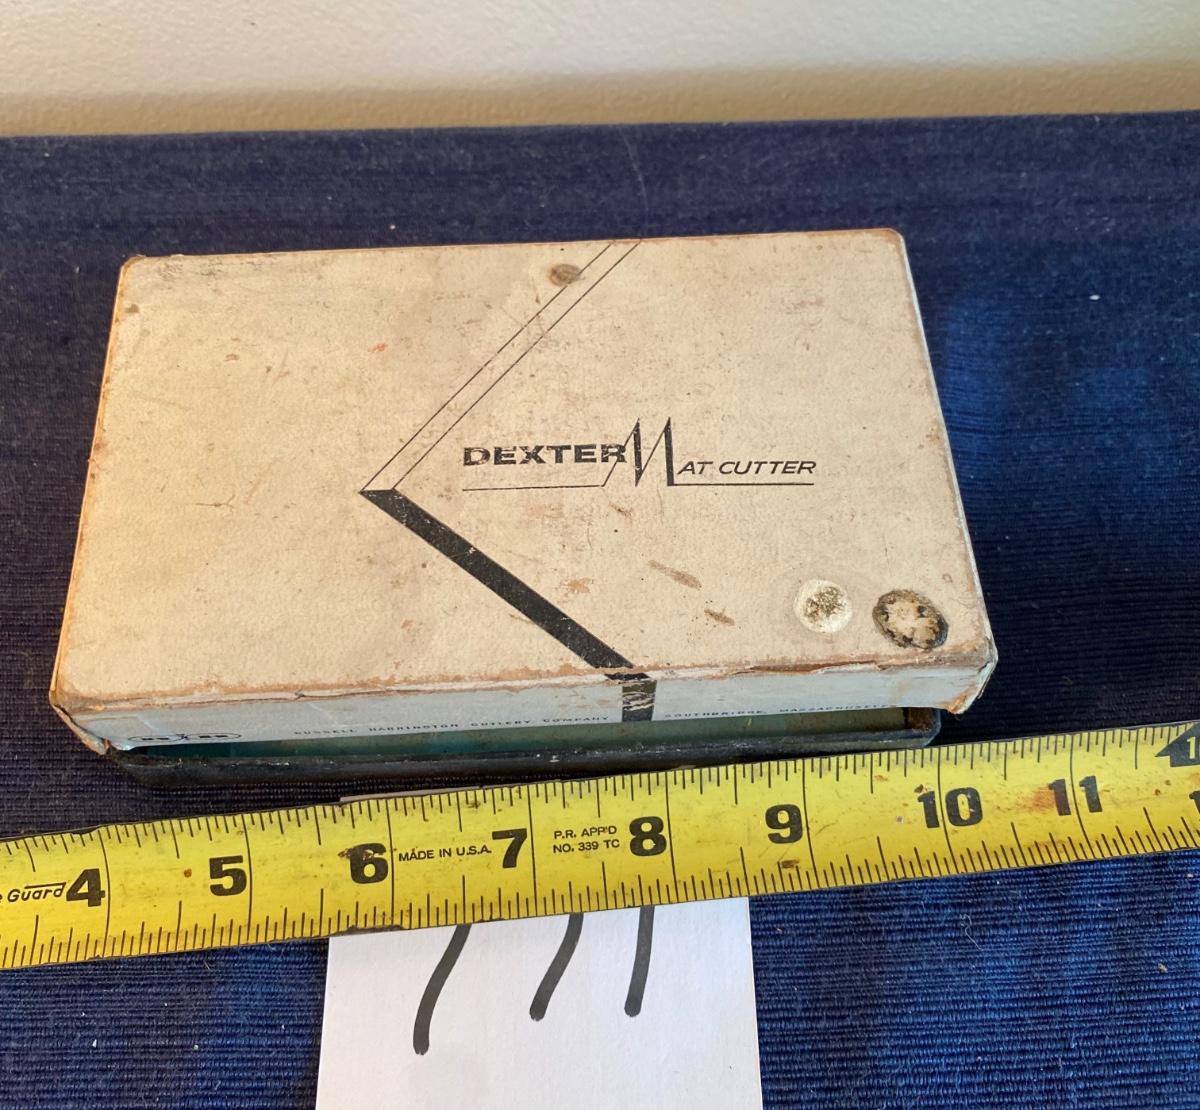 DEXTER MAT CUTTER
DEXTER
RUSSELL HARRINGTON CUTLERY COMPANY SOUTHBRIDGE, MASSACHUSETTS
Guard 4 5 6 MADE IN U.S.A. 7 P.R. APP'D 8 9 10 11
NO. 339 TC